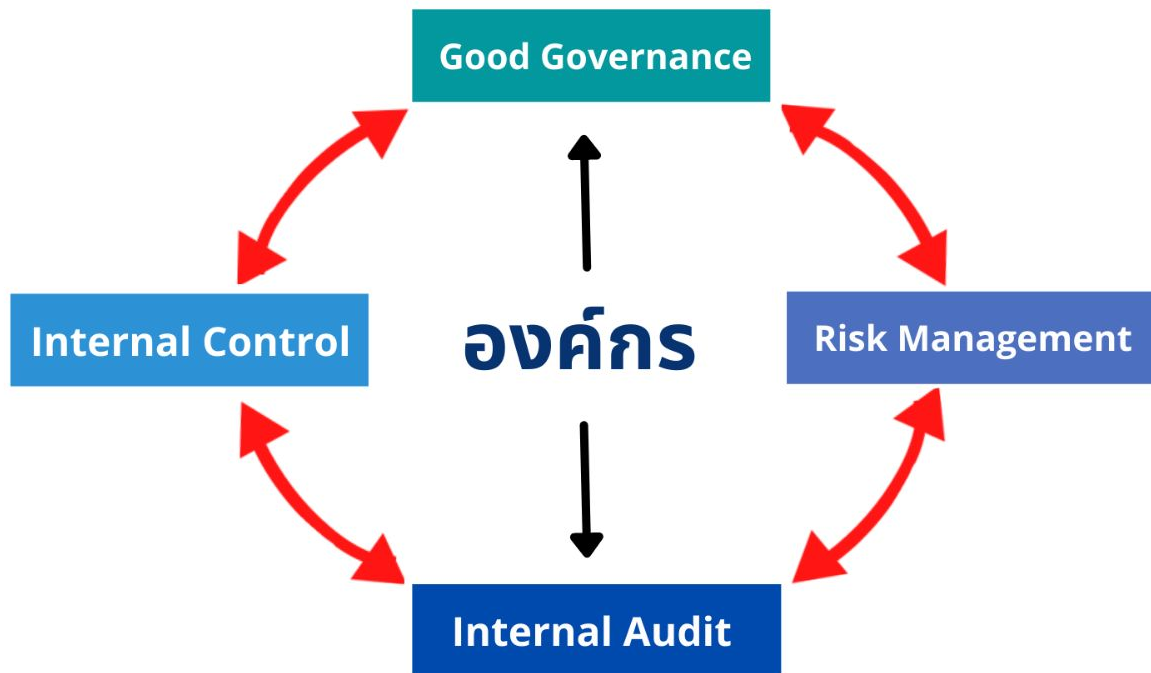 Good Governance
Internal Control
องค์กร
Risk Management
Internal Audit